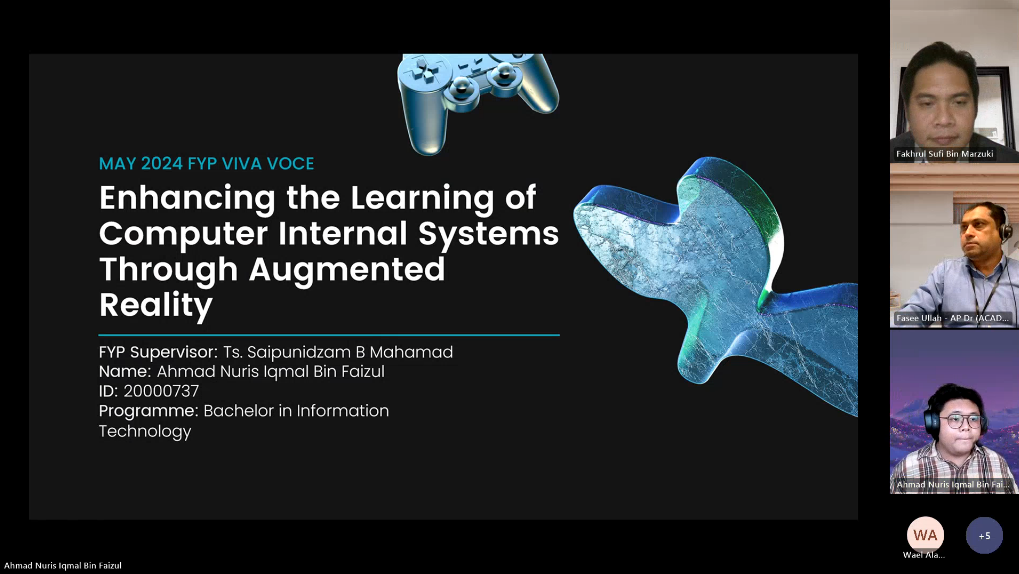 MAY 2024 FYP VIVA VOCE
Enhancing the Learning of
Computer Internal Systems
Through Augmented
Reality
FYP Supervisor: Ts. Saipunidzam B Mahamad
Name: Ahmad Nuris Iqmal Bin Faizul
ID: 20000737
Programme: Bachelor in Information
Technology
Fakhrul Sufi Bin Marzuki
Fasee Ullah - AP Dr (ACAD...
Ahmad Nuris Iqmal Bin Fai...
WA
Wael Ala...
+5
Ahmad Nuris Iqmal Bin Faizul